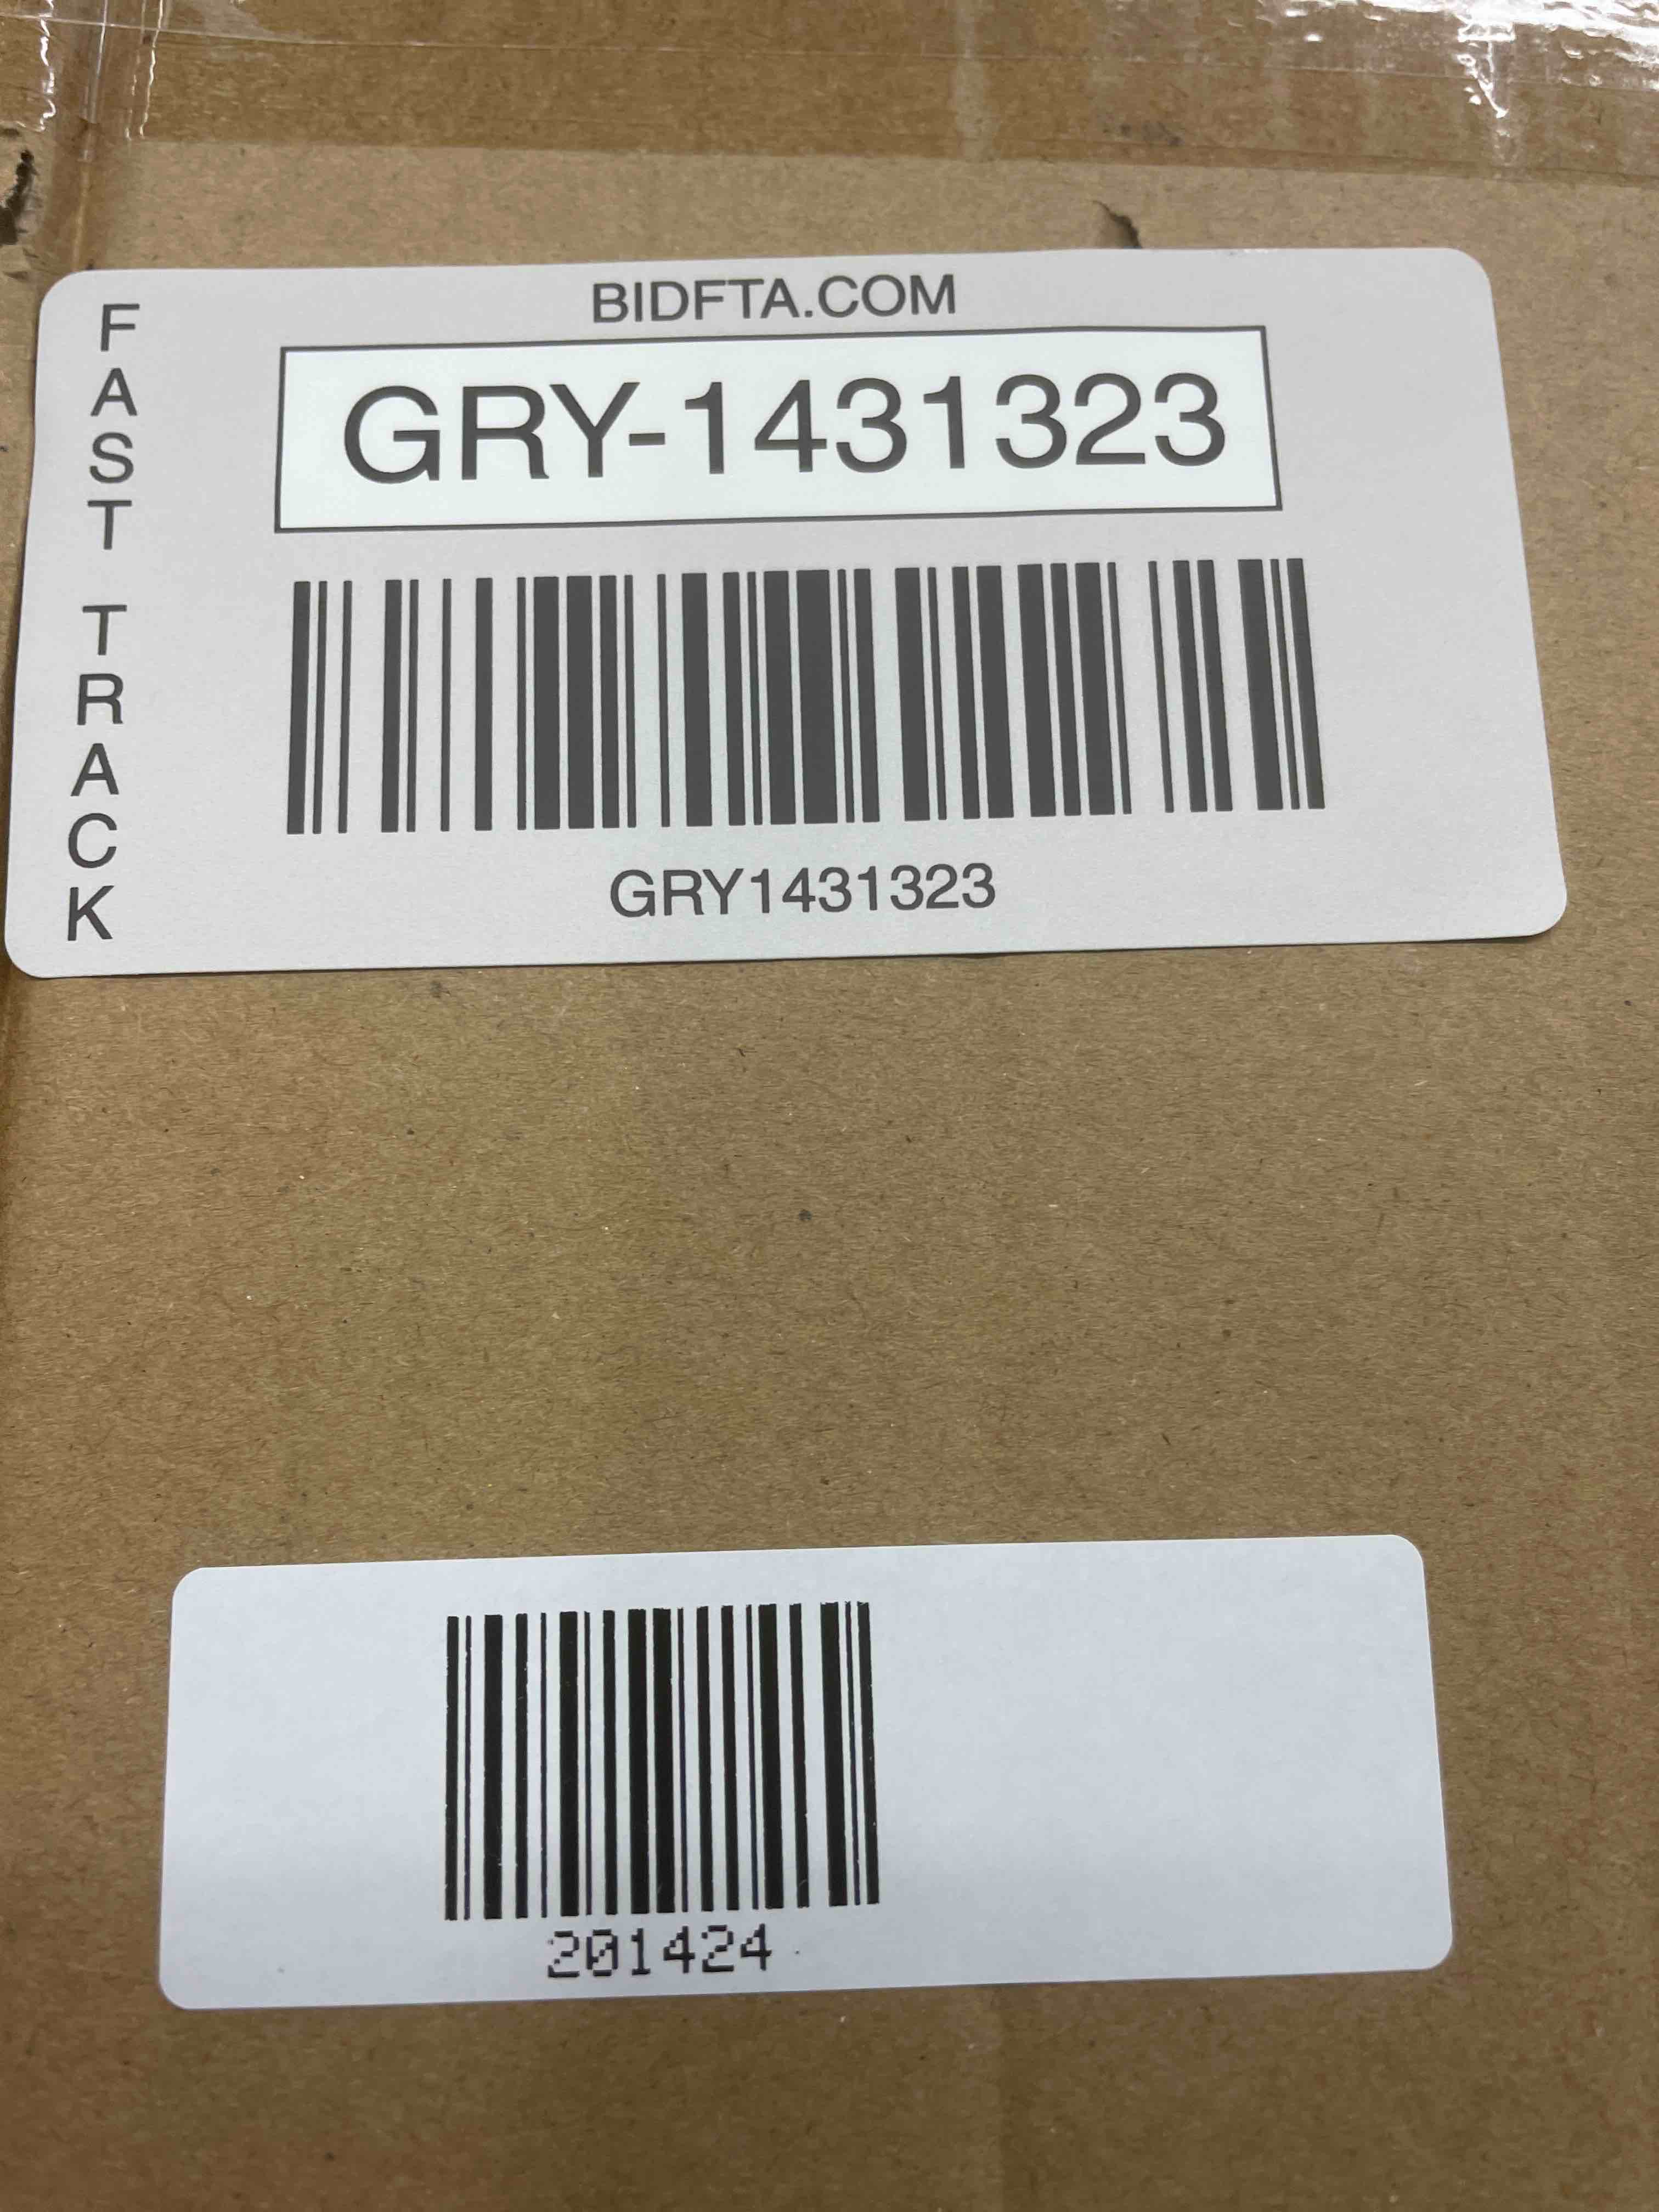 FAST TRACK
BIDFTA.COM
GRY-1431323
GRY1431323
201424